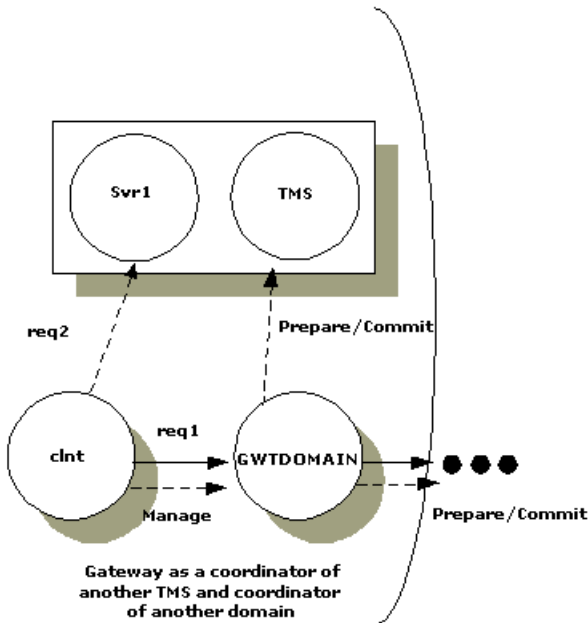 Svr1
TMS
req2
Prepare/Commit
clnt
req1
GWTDOMAIN
Manage
Prepare/Commit
Gateway as a coordinator of
another TMS and coordinator
of another domain